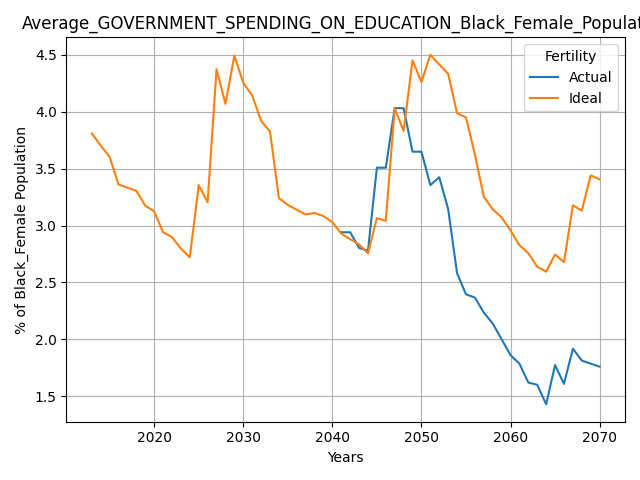 Average_GOVERNMENT_SPENDING_ON_EDUCATION_Black_Female_Populat
Fertility
Actual
Ideal
4.5
4.0
3.5
3.0
2.5
2.0
1.5
% of Black_Female Population
2020
2030
2040
2050
2060
2070
Years